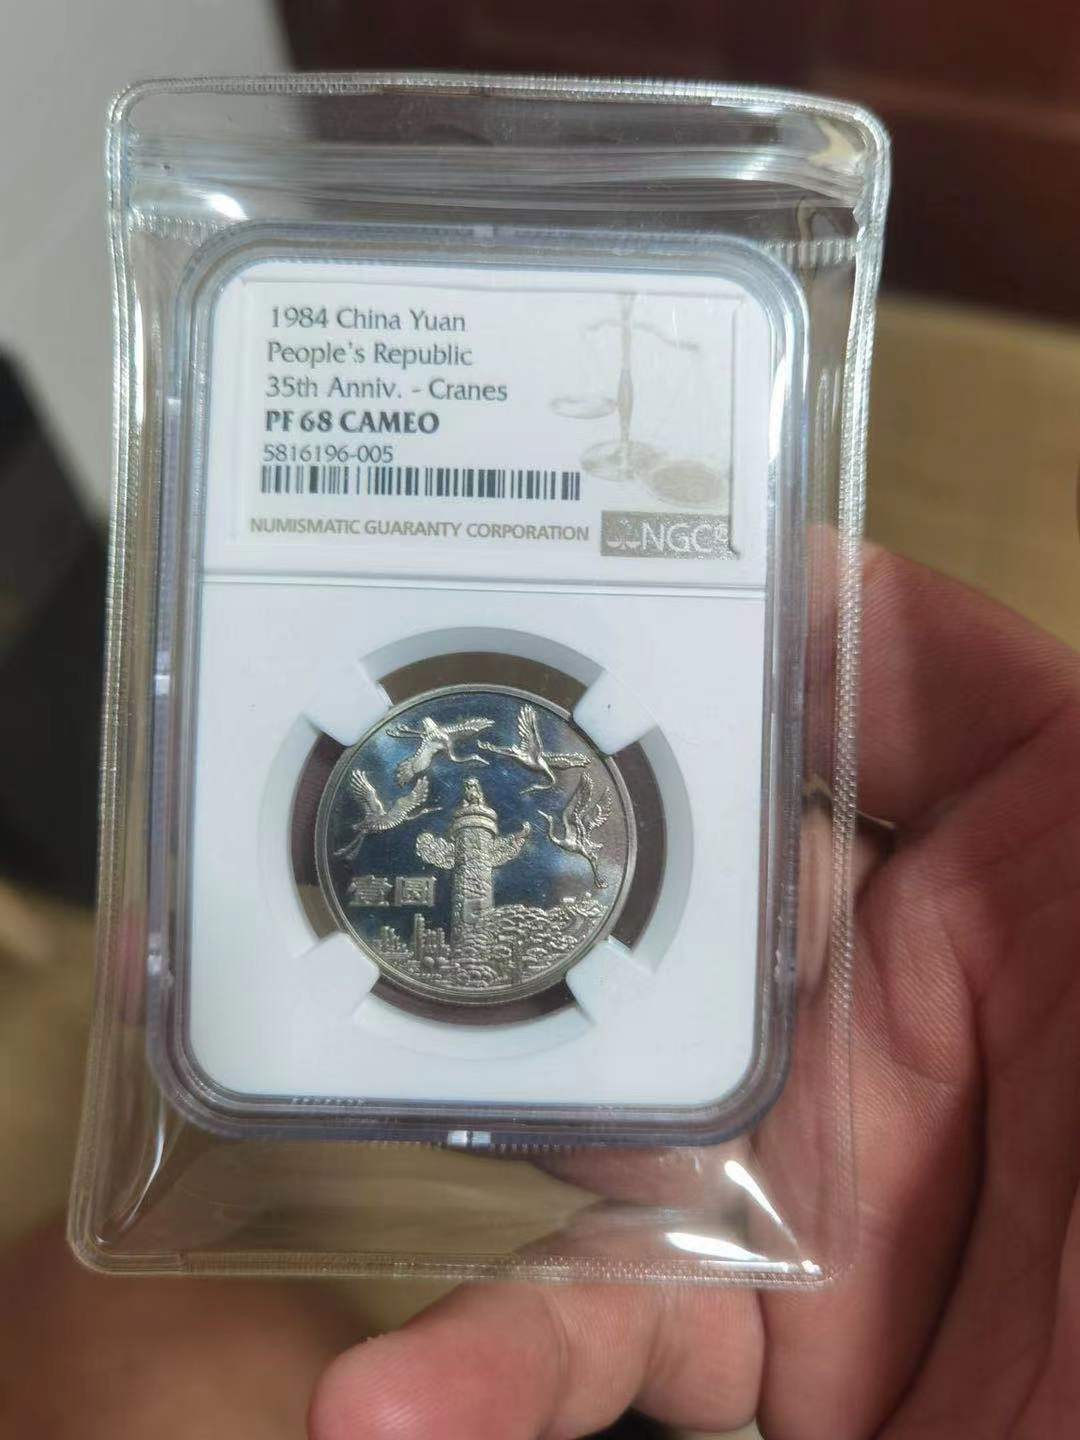 1984 China Yuan
People's Republic
35th Anniv. - Cranes
PF 68 CAMEO
5816196-005
NUMISMATIC GUARANTY CORPORATION NGC®
壹圆